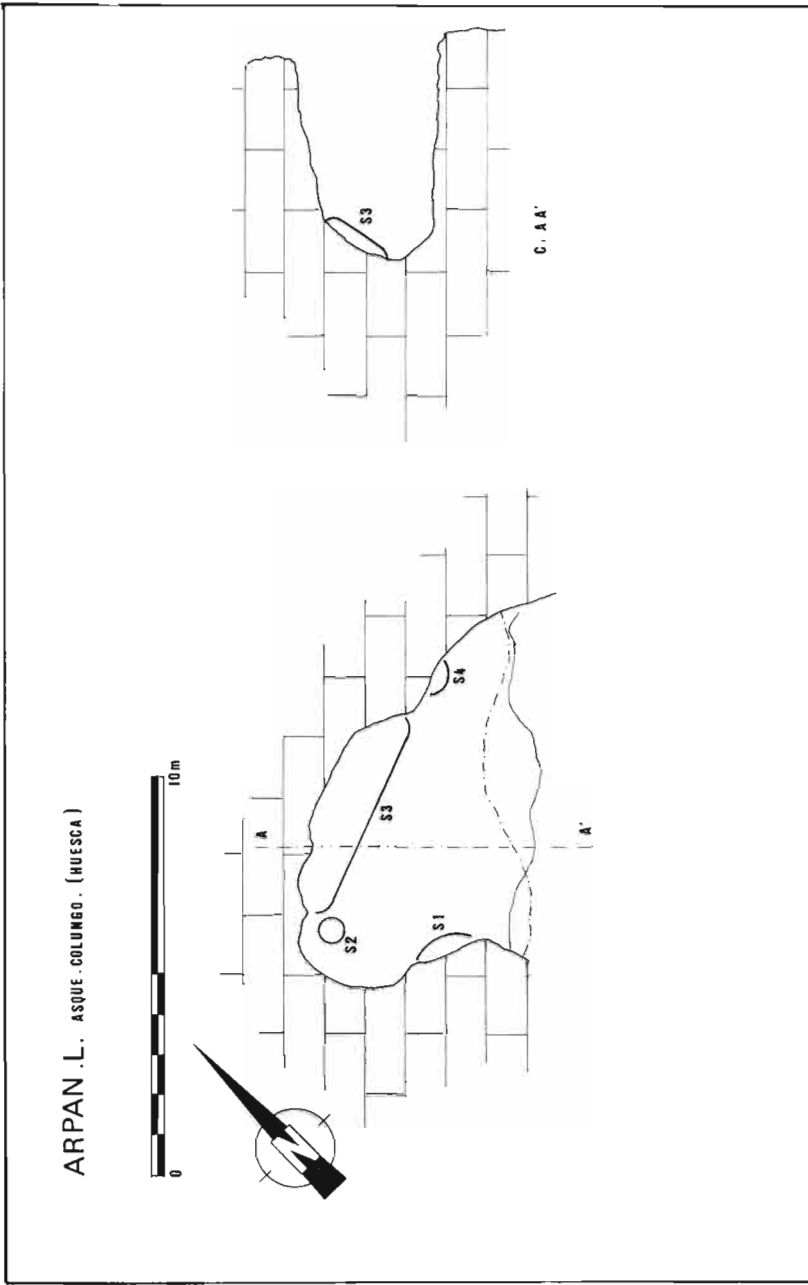 ARPAN.L. ASQUE.COLUNGO.(HUESCA)
0
10m
A
S2
S3
S1
S4
A'
S3
C.AA'